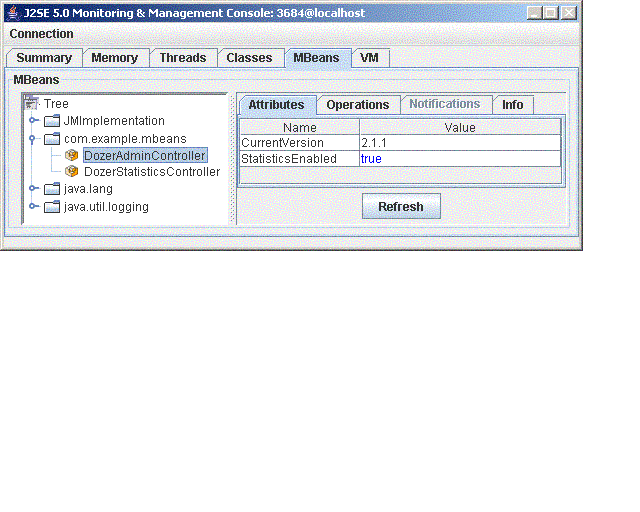 J2SE 5.0 Monitoring & Management Console: 3684@localhost
Connection
Summary Memory Threads Classes MBeans VM
MBeans
Tree
JMImplementation
com.example.mbeans
DozerAdminController
DozerStatisticsController
java.lang
java.util.logging
Attributes Operations Notifications Info
Name Value
CurrentVersion 2.1.1
StatisticsEnabled true
Refresh